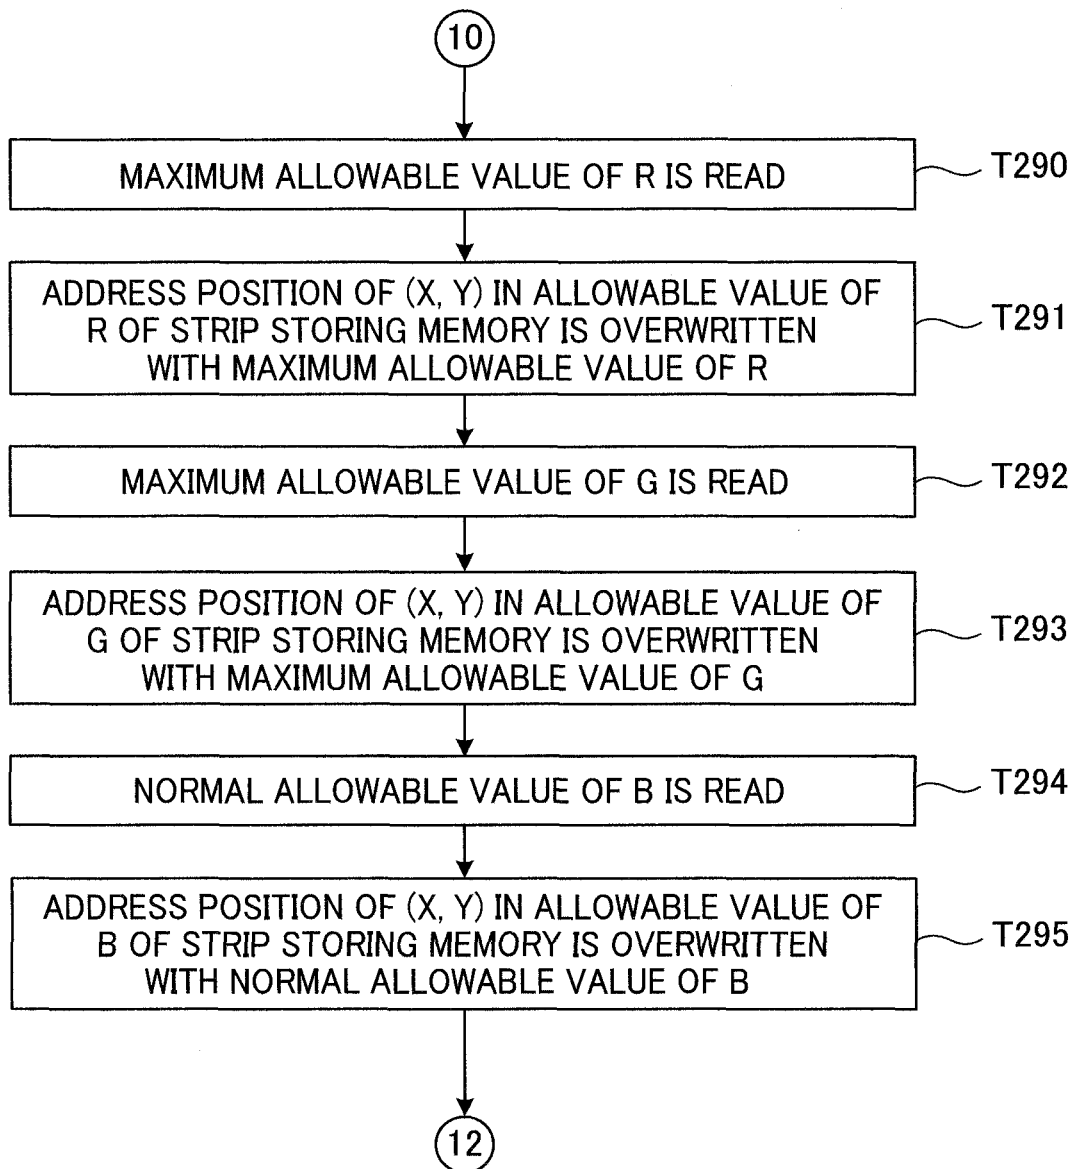 10
MAXIMUM ALLOWABLE VALUE OF R IS READ
T290
ADDRESS POSITION OF (X, Y) IN ALLOWABLE VALUE OF
R OF STRIP STORING MEMORY IS OVERWRITTEN
WITH MAXIMUM ALLOWABLE VALUE OF R
T291
MAXIMUM ALLOWABLE VALUE OF G IS READ
T292
ADDRESS POSITION OF (X, Y) IN ALLOWABLE VALUE OF
G OF STRIP STORING MEMORY IS OVERWRITTEN
WITH MAXIMUM ALLOWABLE VALUE OF G
T293
NORMAL ALLOWABLE VALUE OF B IS READ
T294
ADDRESS POSITION OF (X, Y) IN ALLOWABLE VALUE OF
B OF STRIP STORING MEMORY IS OVERWRITTEN
WITH NORMAL ALLOWABLE VALUE OF B
T295
12